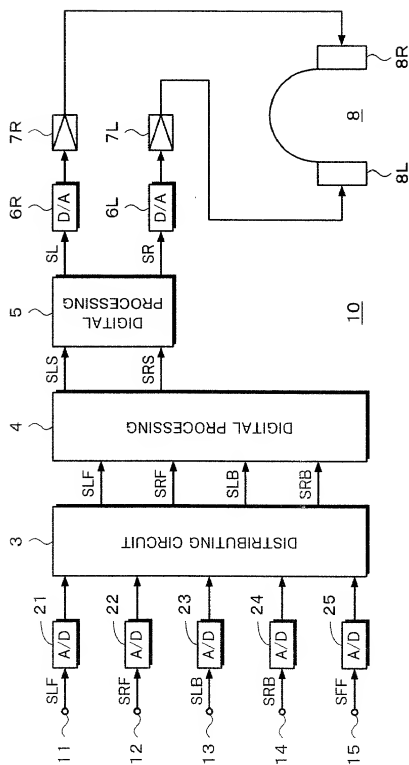 11
SLF
21
A/D
12
SRF
22
A/D
13
SLB
23
A/D
14
SRB
24
A/D
15
SFF
25
A/D
3
DISTRIBUTING CIRCUIT
SLF
SRF
SLB
SRB
4
DIGITAL PROCESSING
SLS
SRS
5
DIGITAL
PROCESSING
SL
SR
6R
D/A
6L
D/A
7R
7L
8L
8
8R
10